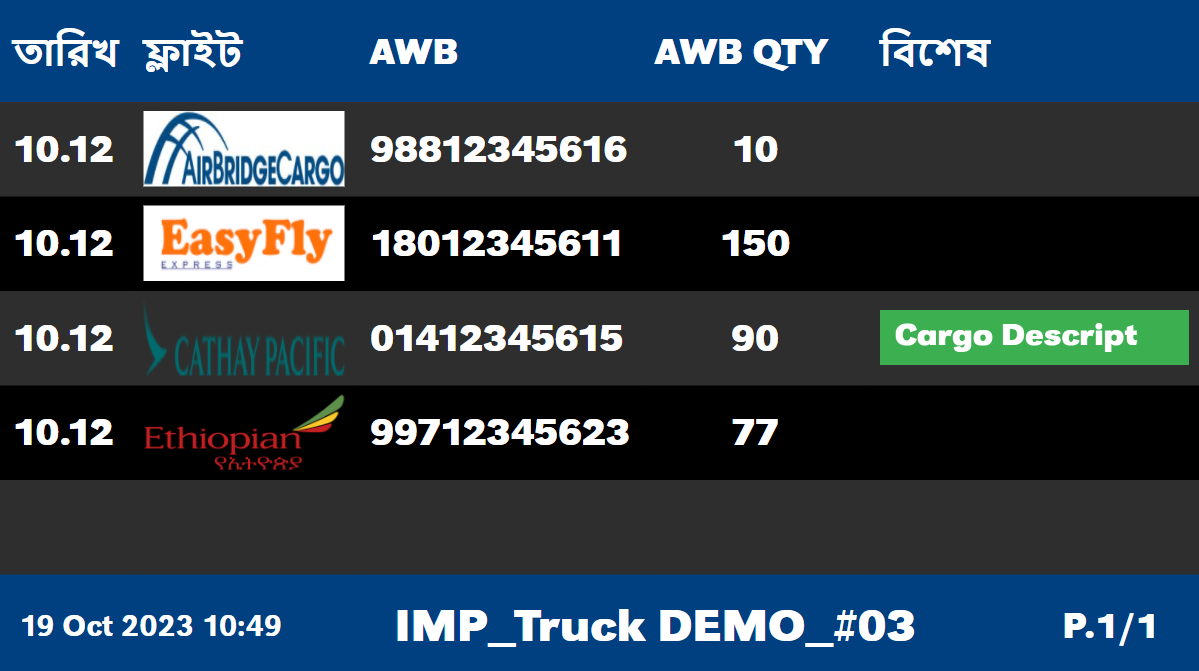 তারিখ ফ্লাইট AWB AWB QTY বিশেষ
10.12 AIRBRIDGECARGO 98812345616 10
10.12 EasyFly EXPRESS 18012345611 150
10.12 CATHAY PACIFIC 01412345615 90 Cargo Descript
10.12 Ethiopian የኢትዮጵያ 99712345623 77
19 Oct 2023 10:49 IMP_Truck DEMO_#03 P.1/1